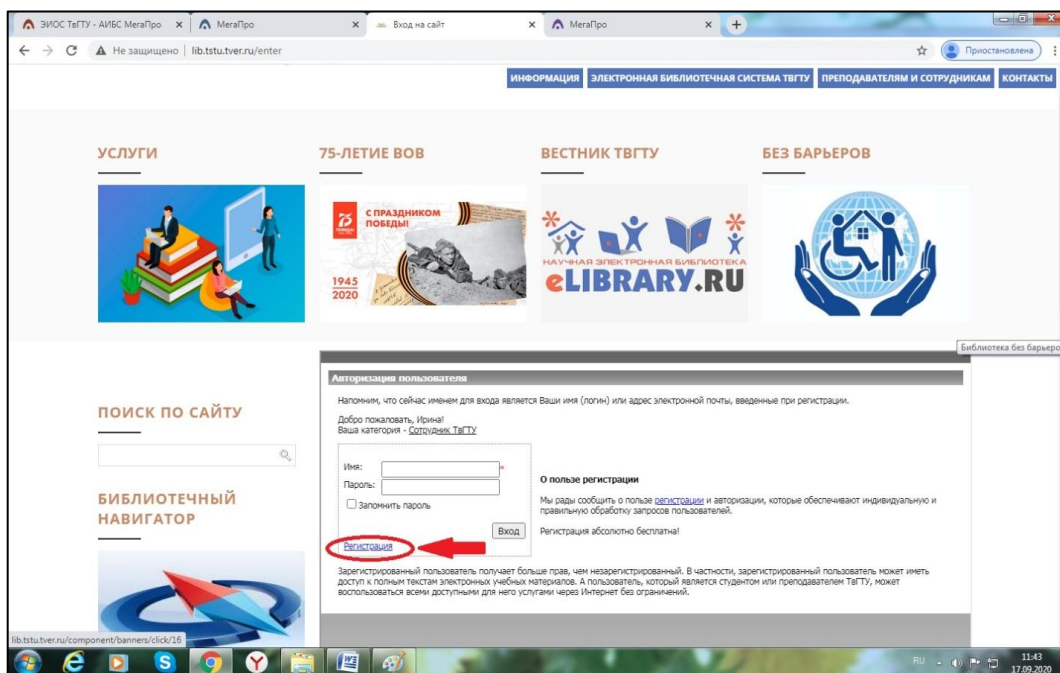 ЭИОС ТвГТУ - АИБС МегаПро
МегаПро
Вход на сайт
МегаПро
Не защищено | lib.tstu.tver.ru/enter
Приостановлена
ИНФОРМАЦИЯ ЭЛЕКТРОННАЯ БИБЛИОТЕЧНАЯ СИСТЕМА ТВГТУ ПРЕПОДАВАТЕЛЯМ И СОТРУДНИКАМ КОНТАКТЫ
УСЛУГИ
75-ЛЕТИЕ ВОВ
ВЕСТНИК ТВГТУ
БЕЗ БАРЬЕРОВ
75
С ПРАЗДНИКОМ
ПОБЕДЫ!
1945
2020
НАУЧНАЯ ЭЛЕКТРОННАЯ БИБЛИОТЕКА
eLIBRARY.RU
Библиотека без барьеро
Авторизация пользователя
Напомним, что сейчас именем для входа является Ваши имя (логин) или адрес электронной почты, введенные при регистрации.
Добро пожаловать, Ирина!
Ваша категория - Сотрудник ТвГТУ
ПОИСК ПО САЙТУ
Имя: *
Пароль:
Запомнить пароль
Вход
Регистрация
О пользе регистрации
Мы рады сообщить о пользе регистрации и авторизации, которые обеспечивают индивидуальную и
правильную обработку запросов пользователей.
Регистрация абсолютно бесплатна!
БИБЛИОТЕЧНЫЙ
НАВИГАТОР
Зарегистрированный пользователь получает больше прав, чем незарегистрированный. В частности, зарегистрированный пользователь может иметь
доступ к полным текстам электронных учебных материалов. А пользователь, который является студентом или преподавателем ТвГТУ, может
воспользоваться всеми доступными для него услугами через Интернет без ограничений.
lib.tstu.tver.ru/component/banners/click/16
RU
11:43
17.09.2020